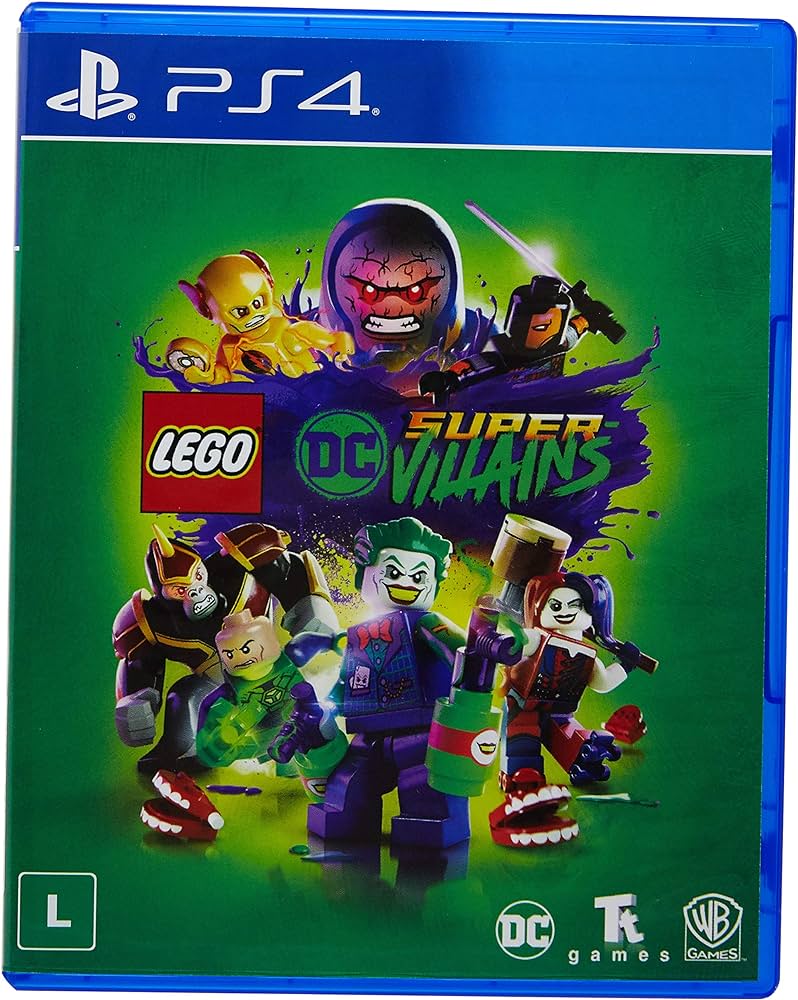 PS4®
LEGO
DC
SUPER-
VILLAINS
L
DC
Tt
games
WB
GAMES